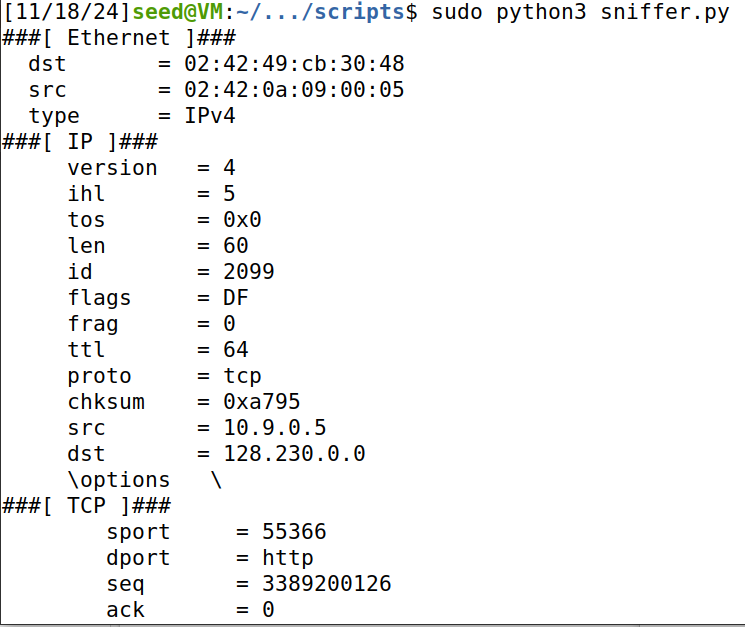 [11/18/24]seed@VM:~/.../scripts$ sudo python3 sniffer.py
###[ Ethernet ]###
  dst       = 02:42:49:cb:30:48
  src       = 02:42:0a:09:00:05
  type      = IPv4
###[ IP ]###
     version   = 4
     ihl       = 5
     tos       = 0x0
     len       = 60
     id        = 2099
     flags     = DF
     frag      = 0
     ttl       = 64
     proto     = tcp
     chksum    = 0xa795
     src       = 10.9.0.5
     dst       = 128.230.0.0
     \options   \
###[ TCP ]###
        sport     = 55366
        dport     = http
        seq       = 3389200126
        ack       = 0